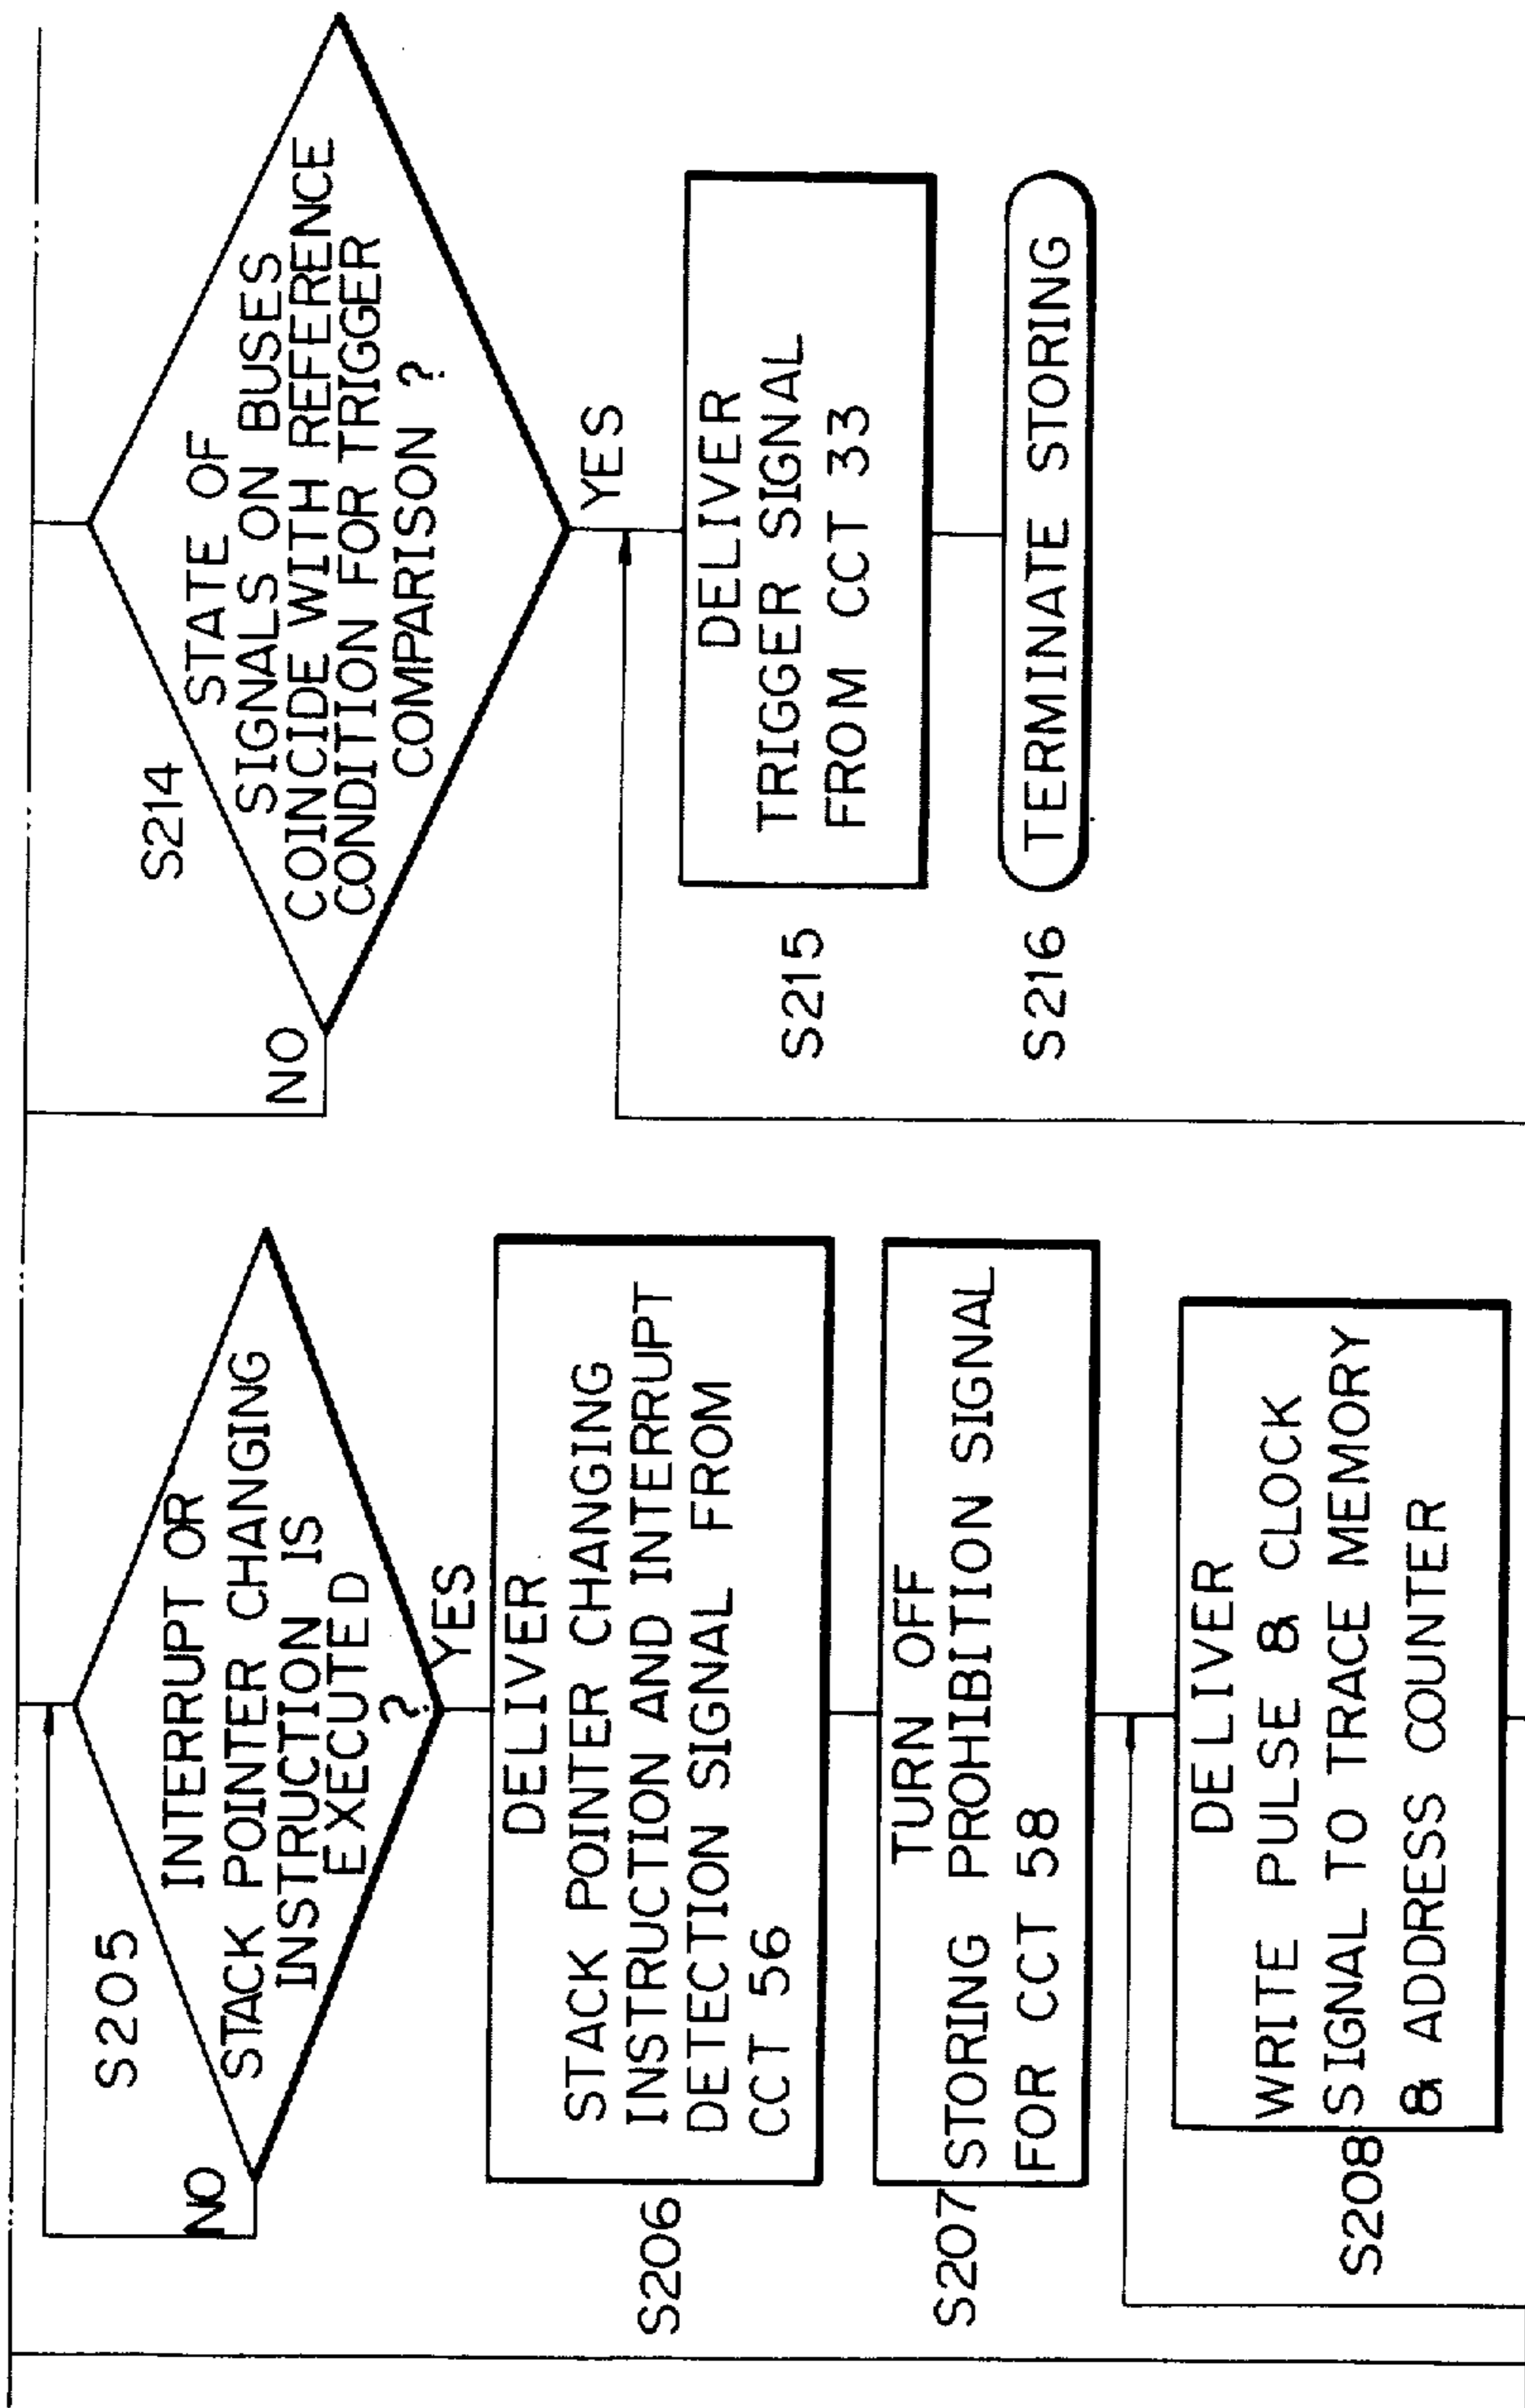 S205
INTERRUPT OR
STACK POINTER CHANGING
INSTRUCTION IS
EXECUTED
?
NO
YES
S206
DELIVER
STACK POINTER CHANGING
INSTRUCTION AND INTERRUPT
DETECTION SIGNAL FROM
CCT 56
S207
TURN OFF
STORING PROHIBITION SIGNAL
FOR CCT 58
S208
DELIVER
WRITE PULSE & CLOCK
SIGNAL TO TRACE MEMORY
& ADDRESS COUNTER
S214
STATE OF
SIGNALS ON BUSES
COINCIDE WITH REFERENCE
CONDITION FOR TRIGGER
COMPARISON ?
NO
YES
S215
DELIVER
TRIGGER SIGNAL
FROM CCT 33
S216
TERMINATE STORING